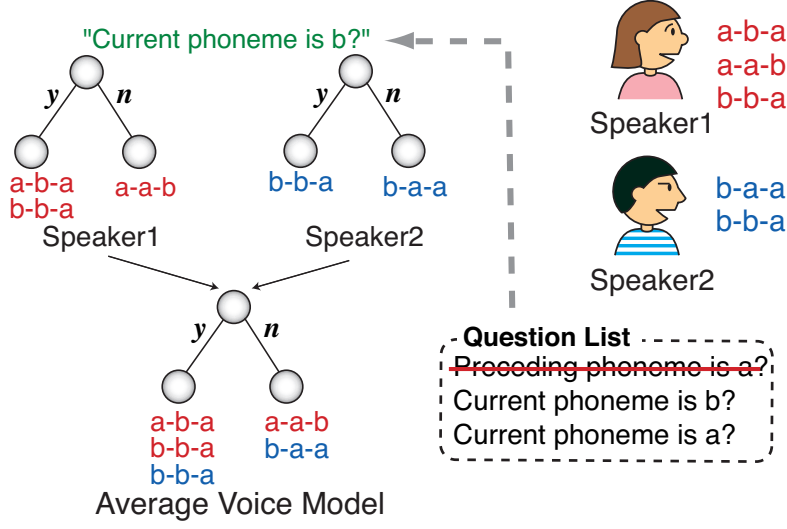 "Current phoneme is b?"
y n
y n
a-b-a
b-b-a
a-a-b
b-b-a
b-a-a
Speaker1
Speaker2
y n
a-b-a
b-b-a
b-b-a
a-a-b
b-a-a
Average Voice Model
a-b-a
a-a-b
b-b-a
Speaker1
b-a-a
b-b-a
Speaker2
Question List
Preceding phoneme is a?
Current phoneme is b?
Current phoneme is a?